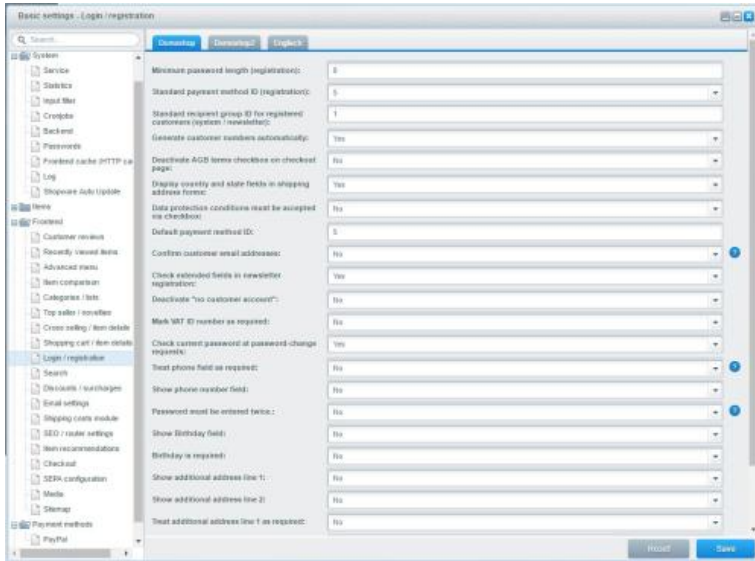 Basic settings - Login / registration
Search...
System
Service
Statistics
Input filter
Cronjobs
Backend
Passwords
Frontend cache (HTTP ca
Log
Shopware Auto Update
Items
Frontend
Customer reviews
Recently viewed items
Advanced menu
Item comparison
Categories / lists
Top seller / novelties
Cross selling / item details
Shopping cart / item details
Login / registration
Search
Discounts / surcharges
Email settings
Shipping costs module
SEO / router settings
Item recommendations
Checkout
SEPA configuration
Media
Sitemap
Payment methods
PayPal
Demoshop
Demoshop2
Englisch
Minimum password length (registration): 8
Standard payment method ID (registration): 5
Standard recipient group ID for registered
customers (system / newsletter): 1
Generate customer numbers automatically: Yes
Deactivate AGB terms checkbox on checkout
page: No
Display country and state fields in shipping
address forms: Yes
Data protection conditions must be accepted
via checkbox: No
Default payment method ID: 5
Confirm customer email addresses: No
Check extended fields in newsletter
registration: Yes
Deactivate "no customer account": No
Mark VAT ID number as required: No
Check current password at password-change
requests: Yes
Treat phone field as required: No
Show phone number field: No
Password must be entered twice.: No
Show Birthday field: No
Birthday is required: No
Show additional address line 1: No
Show additional address line 2: No
Treat additional address line 1 as required: No
Reset
Save